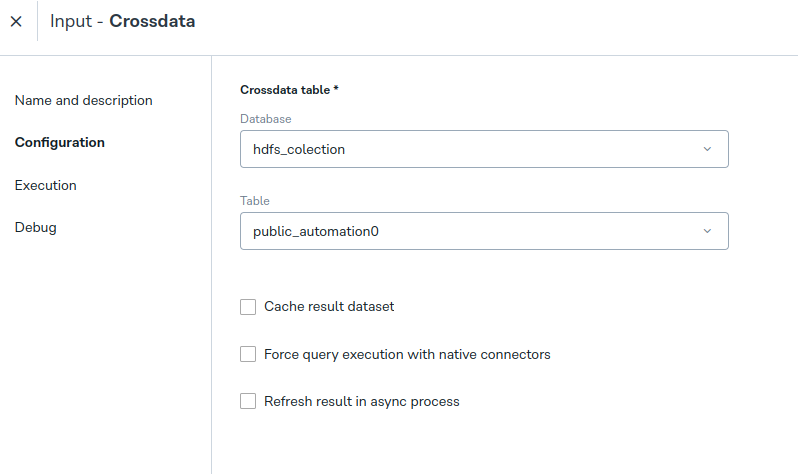 Input - Crossdata
Name and description
Configuration
Execution
Debug
Crossdata table *
Database
hdfs_colection
Table
public_automation0
Cache result dataset
Force query execution with native connectors
Refresh result in async process